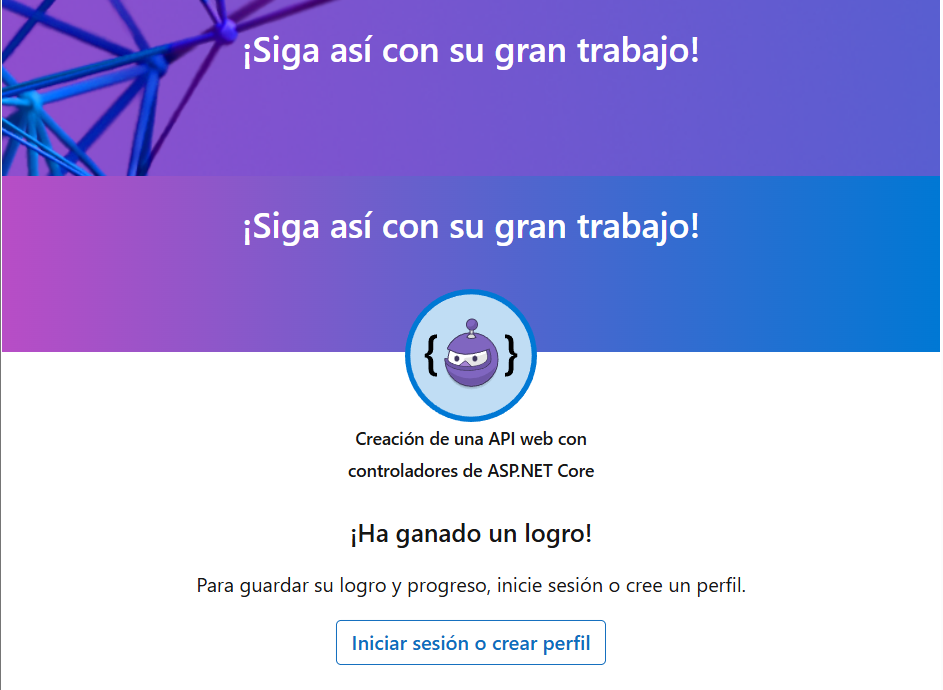 ¡Siga así con su gran trabajo!
¡Siga así con su gran trabajo!
{ }
Creación de una API web con
controladores de ASP.NET Core
¡Ha ganado un logro!
Para guardar su logro y progreso, inicie sesión o cree un perfil.
Iniciar sesión o crear perfil